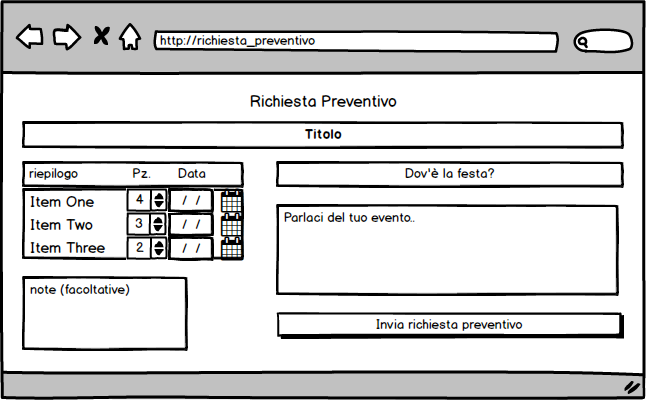 http://richiesta_preventivo
Richiesta Preventivo
Titolo
riepilogo Pz. Data
Item One 4 / /
Item Two 3 / /
Item Three 2 / /
note (facoltative)
Dov'è la festa?
Parlaci del tuo evento..
Invia richiesta preventivo